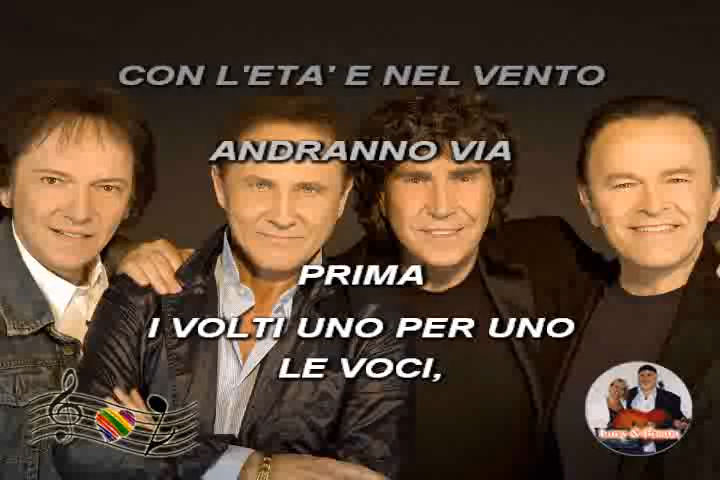 CON L'ETA' E NEL VENTO
ANDRANNO VIA
PRIMA
I VOLTI UNO PER UNO
LE VOCI,